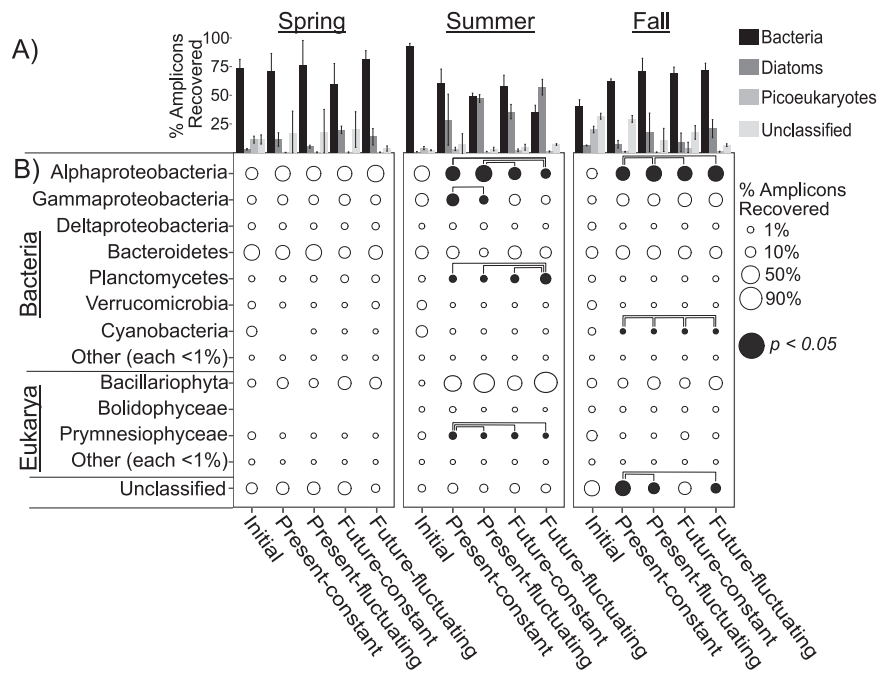 Spring
Summer
Fall
A)
% Amplicons
Recovered
100
75
50
25
Bacteria
Diatoms
Picoeukaryotes
Unclassified
B)
Bacteria
Alphaproteobacteria
Gammaproteobacteria
Deltaproteobacteria
Bacteroidetes
Planctomycetes
Verrucomicrobia
Cyanobacteria
Other (each <1%)
Eukarya
Bacillariophyta
Bolidophyceae
Prymnesiophyceae
Other (each <1%)
Unclassified
% Amplicons
Recovered
1%
10%
50%
90%
p < 0.05
Initial
Present-constant
Present-fluctuating
Future-constant
Future-fluctuating
Initial
Present-constant
Present-fluctuating
Future-constant
Future-fluctuating
Initial
Present-constant
Present-fluctuating
Future-constant
Future-fluctuating